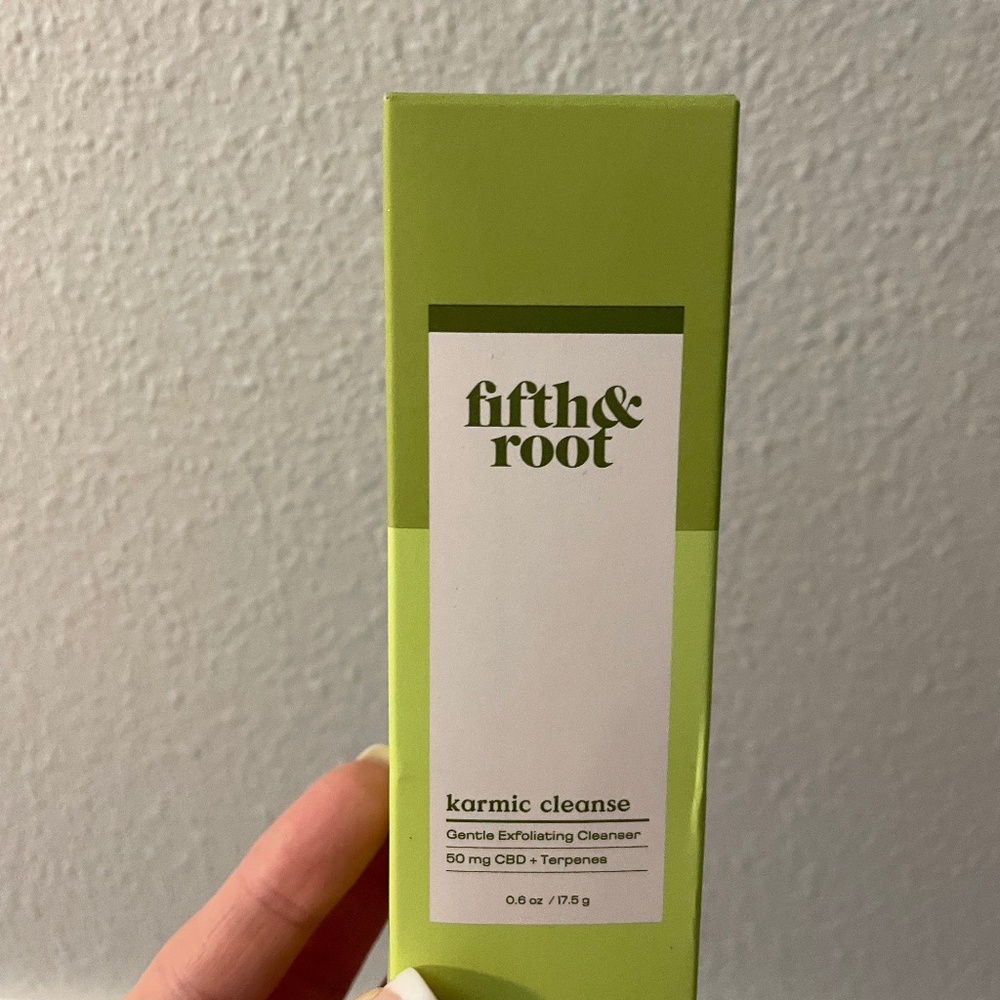 fifth&
root
karmic cleanse
Gentle Exfoliating Cleanser
50 mg CBD + Terpenes
0.6 oz / 17.5 g